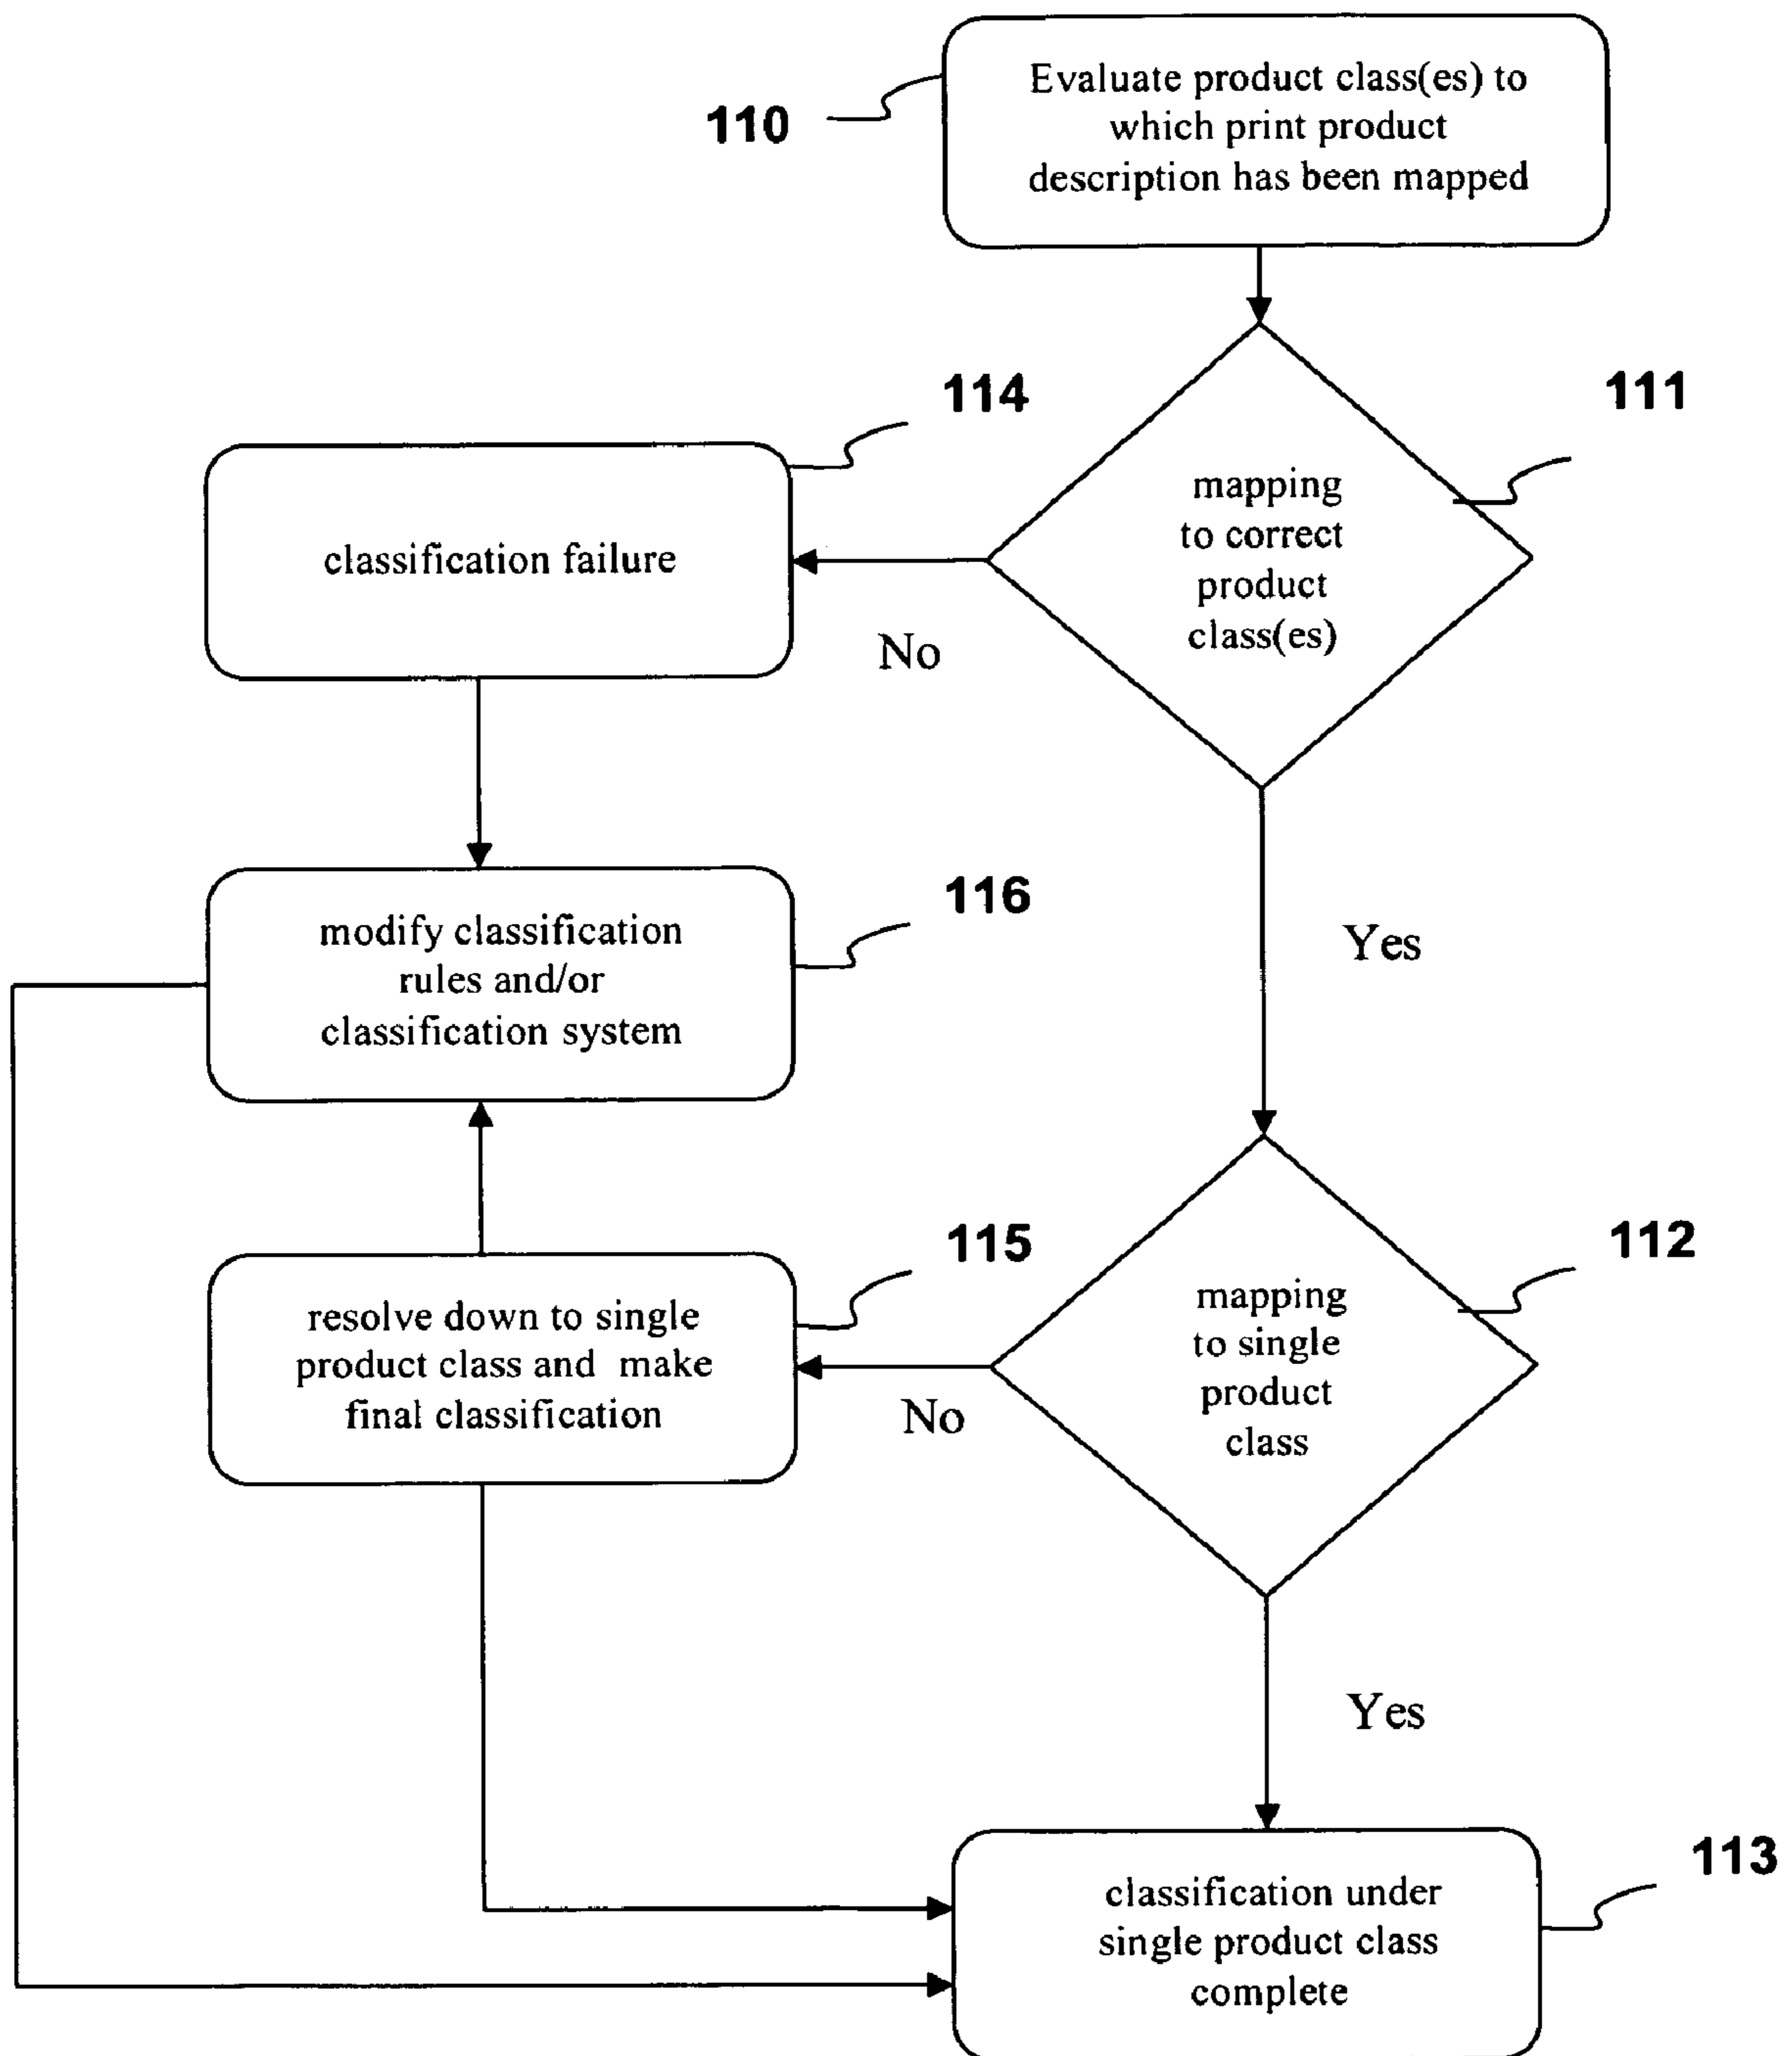 110
Evaluate product class(es) to
which print product
description has been mapped
111
mapping
to correct
product
class(es)
No
114
classification failure
Yes
116
modify classification
rules and/or
classification system
112
mapping
to single
product
class
No
115
resolve down to single
product class and make
final classification
Yes
113
classification under
single product class
complete